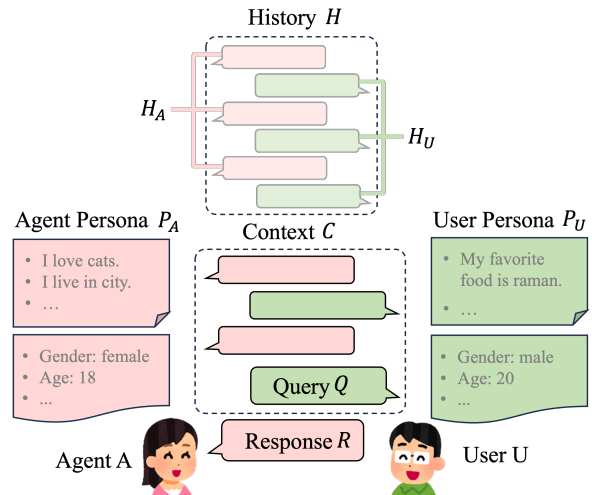 History H
H_A
H_U
Agent Persona P_A
Context C
User Persona P_U
• I love cats.
• I live in city.
• ...
• My favorite
food is raman.
• ...
• Gender: female
• Age: 18
• ...
Query Q
• Gender: male
• Age: 20
• ...
Response R
Agent A
User U